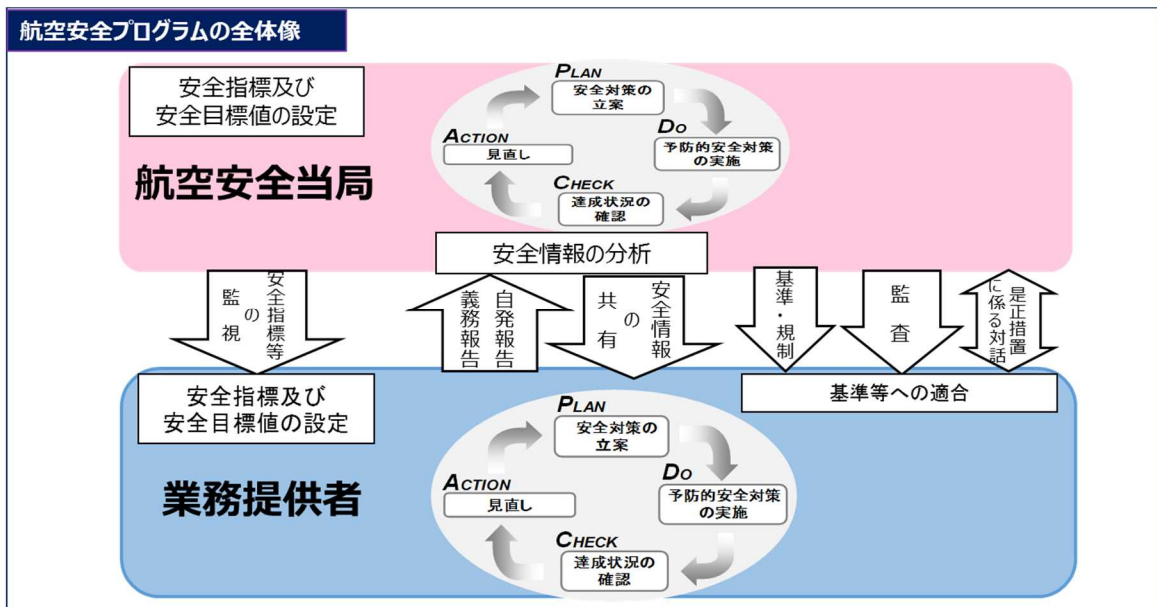 航空安全プログラムの全体像
安全指標及び
安全目標値の設定
航空安全当局
PLAN
安全対策の
立案
DO
予防的安全対策
の実施
CHECK
達成状況の
確認
ACTION
見直し
安全情報の分析
安全指標等
の
監視
自発報告
義務報告
安全情報
の
共有
基準・規制
監査
是正措置
に係る対話
安全指標及び
安全目標値の設定
基準等への適合
業務提供者
PLAN
安全対策の
立案
DO
予防的安全対策
の実施
CHECK
達成状況の
確認
ACTION
見直し